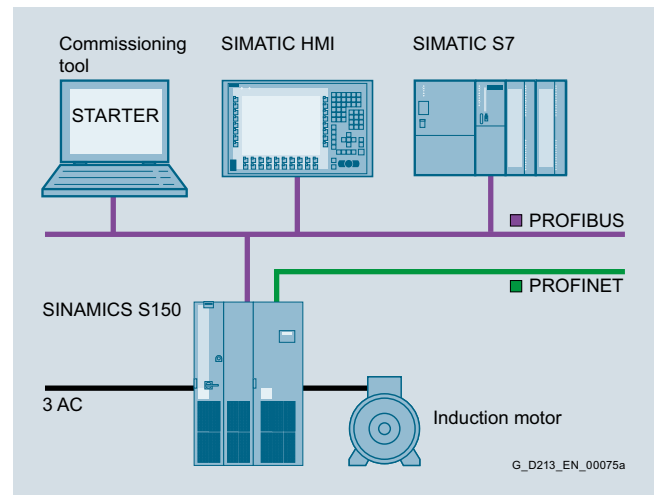 Commissioning
tool
SIMATIC HMI
SIMATIC S7
STARTER
PROFIBUS
PROFINET
SINAMICS S150
3 AC
Induction motor
G_D213_EN_00075a